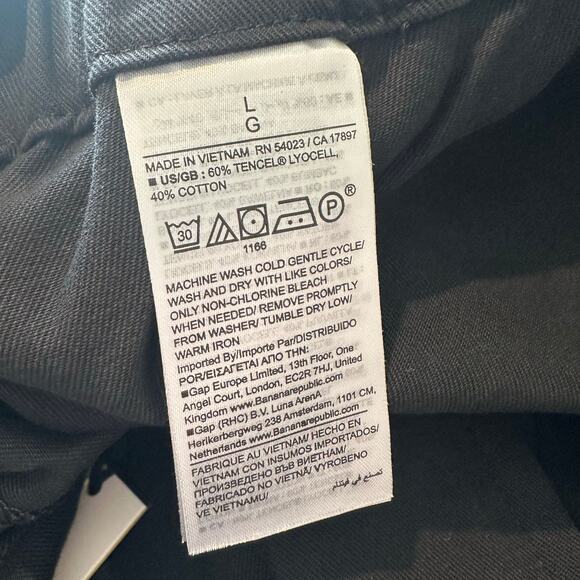 L
G
MADE IN VIETNAM RN 54023 / CA 17897
■ US/GB : 60% TENCEL® LYOCELL,
40% COTTON
30 P ®
1166
MACHINE WASH COLD GENTLE CYCLE/
WASH AND DRY WITH LIKE COLORS/
ONLY NON-CHLORINE BLEACH
WHEN NEEDED/ REMOVE PROMPTLY
FROM WASHER/ TUMBLE DRY LOW/
WARM IRON
Imported By/Importe Par/DISTRIBUIDO
POR/ΕΙΣΑΓΕΤΑΙ ΑΠΟ ΤΗΝ:
■Gap Europe Limited, 13th Floor, One
Angel Court, London, EC2R 7HJ, United
Kingdom www.Bananarepublic.com
■Gap (RHC) B.V. Luna ArenA
Herikerbergweg 238 Amsterdam, 1101 CM,
Netherlands www.Bananarepublic.com
FABRIQUE AU VIETNAM/ HECHO EN
VIETNAM CON INSUMOS IMPORTADOS/
ПРОИЗВЕДЕНО ВЪВ ВИЕТНАМ/
FABRICADO NO VIETNA/ VYROBENO
VE VIETNAMU/ تصنع في فيتنام